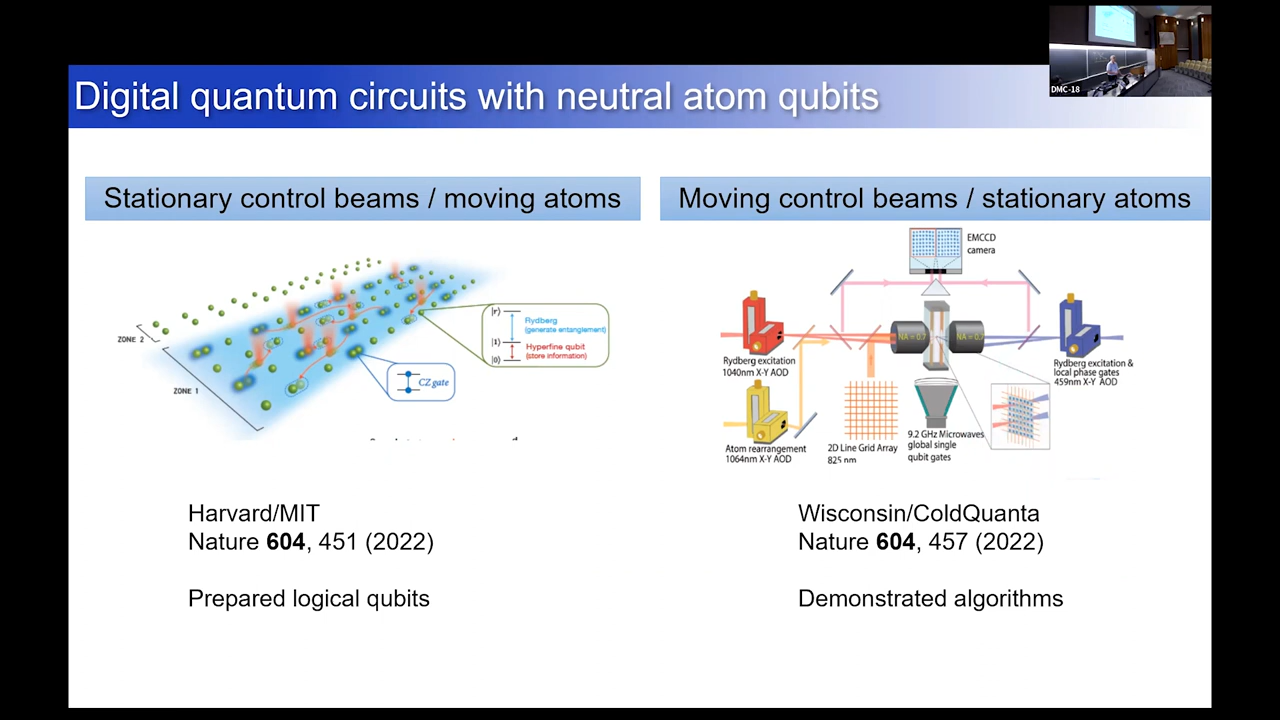 DMC-18
Digital quantum circuits with neutral atom qubits
Stationary control beams / moving atoms
ZONE 2
ZONE 1
|r⟩
|1⟩
|0⟩
Rydberg
(generate entanglement)
Hyperfine qubit
(store information)
CZ gate
Harvard/MIT
Nature 604, 451 (2022)
Prepared logical qubits
Moving control beams / stationary atoms
EMCCD
camera
NA = 0.7
NA = 0.7
Rydberg excitation
1040nm X-Y AOD
Rydberg excitation &
local phase gates
459nm X-Y AOD
Atom rearrangement
1064nm X-Y AOD
2D Line Grid Array
825 nm
9.2 GHz Microwaves
global single
qubit gates
Wisconsin/ColdQuanta
Nature 604, 457 (2022)
Demonstrated algorithms